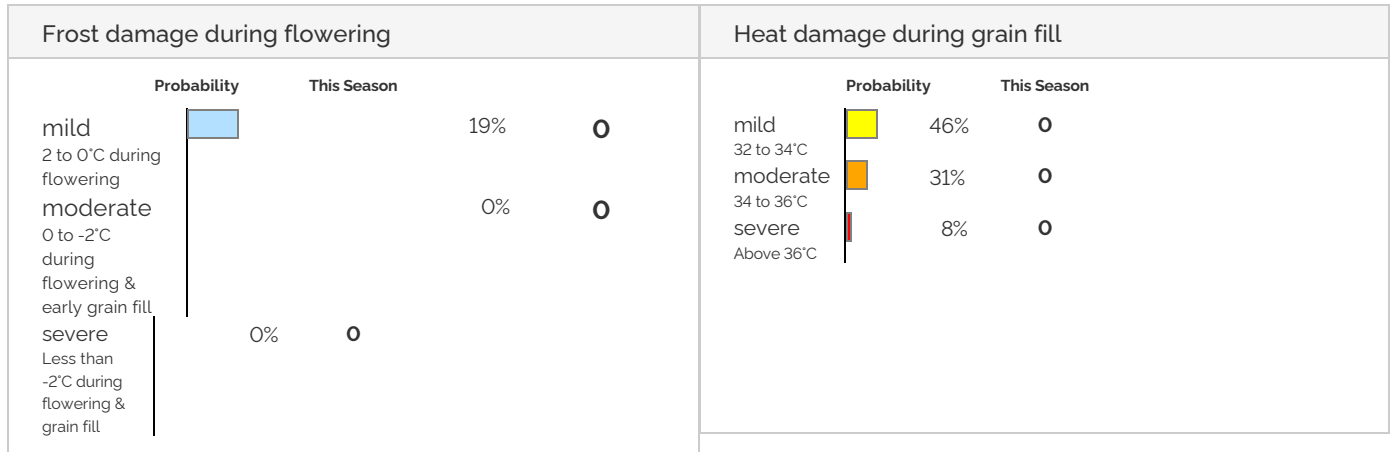 Frost damage during flowering
Probability This Season
mild 19% 0
2 to 0°C during
flowering
moderate 0% 0
0 to -2°C
during
flowering &
early grain fill
severe 0% 0
Less than
-2°C during
flowering &
grain fill
Heat damage during grain fill
Probability This Season
mild 46% 0
32 to 34°C
moderate 31% 0
34 to 36°C
severe 8% 0
Above 36°C